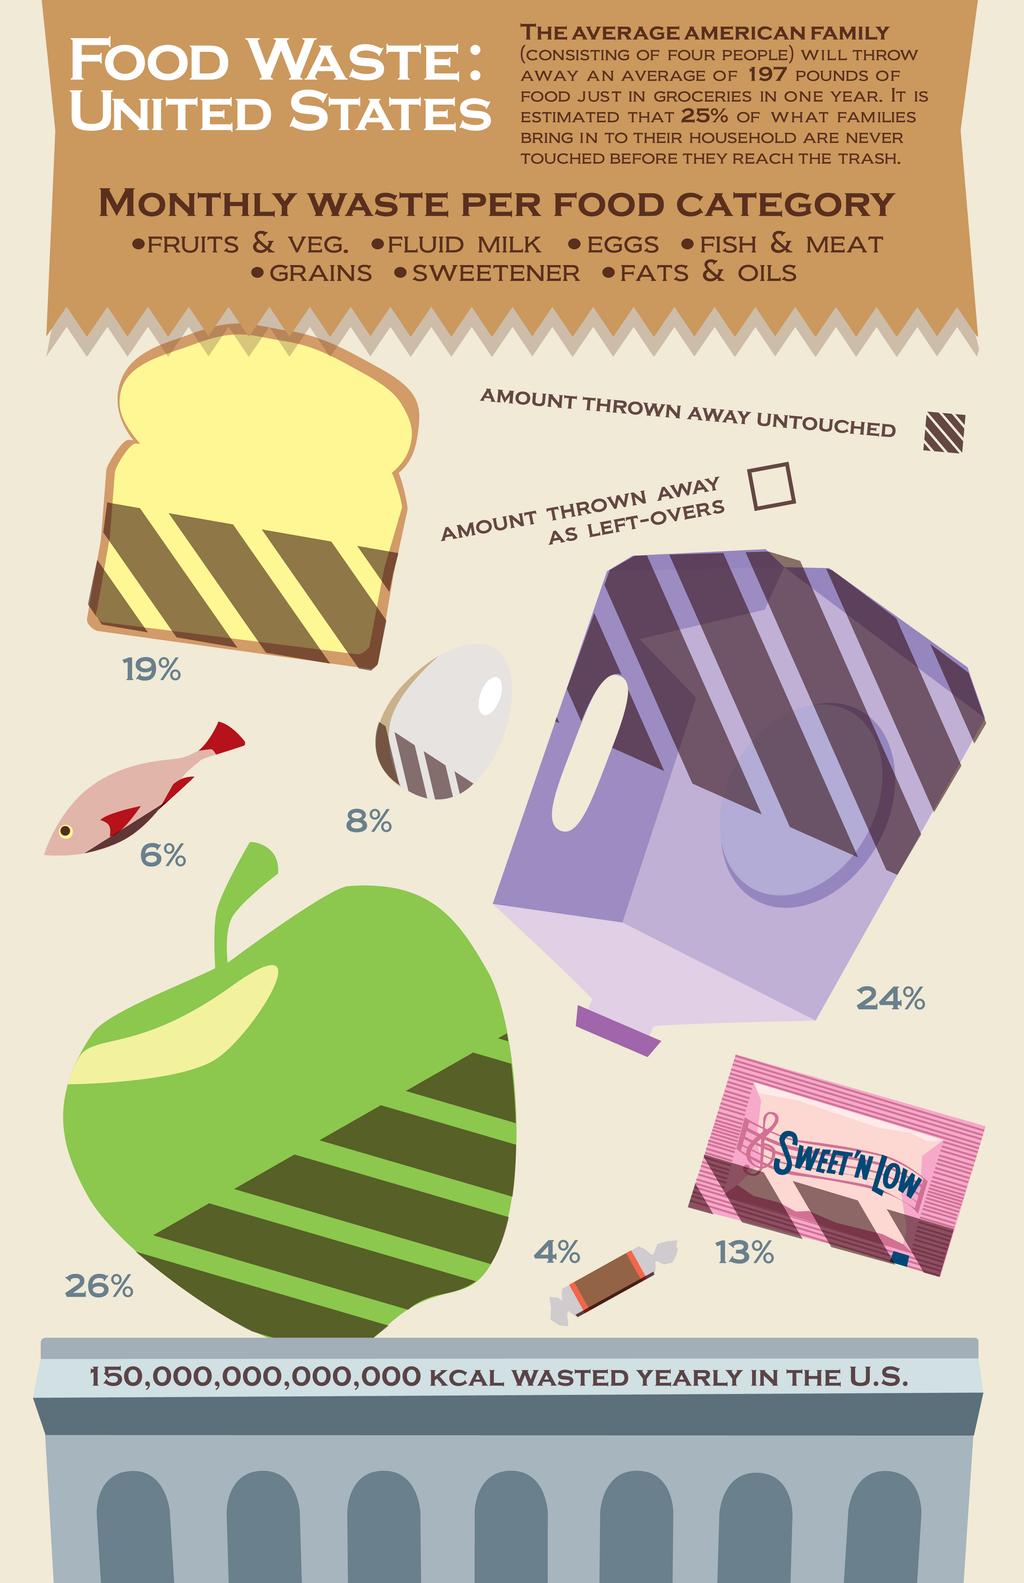 Food Waste:
United States
The average american family
(consisting of four people) will throw
away an average of 197 pounds of
food just in groceries in one year. It is
estimated that 25% of what families
bring in to their household are never
touched before they reach the trash.
Monthly waste per food category
•fruits & veg. •fluid milk •eggs •fish & meat
•grains •sweetener •fats & oils
amount thrown away untouched
amount thrown away
as left-overs
19%
8%
6%
24%
Sweet'N Low
4%
13%
26%
150,000,000,000,000 kcal wasted yearly in the U.S.